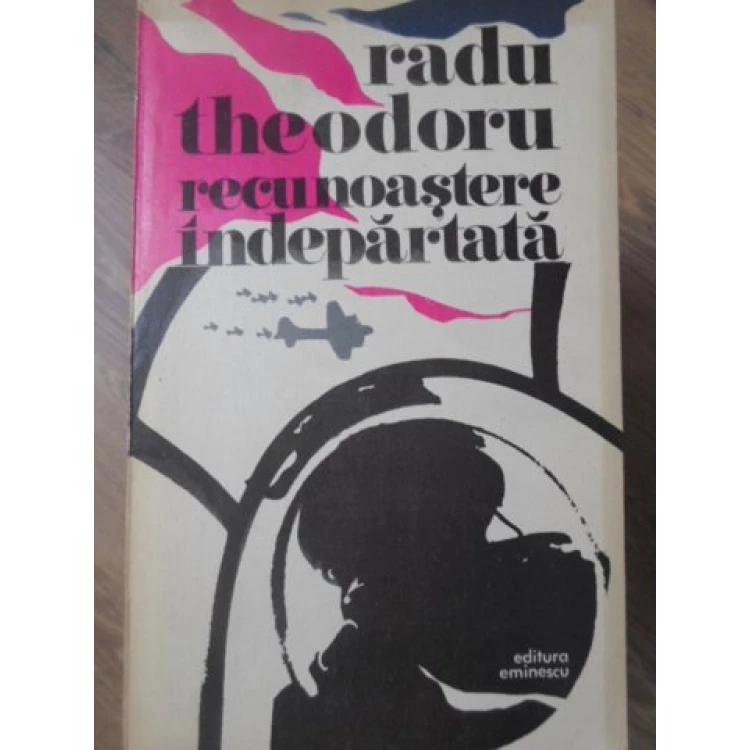 radu
theodoru
recunoaştere
îndepărtată
editura
eminescu